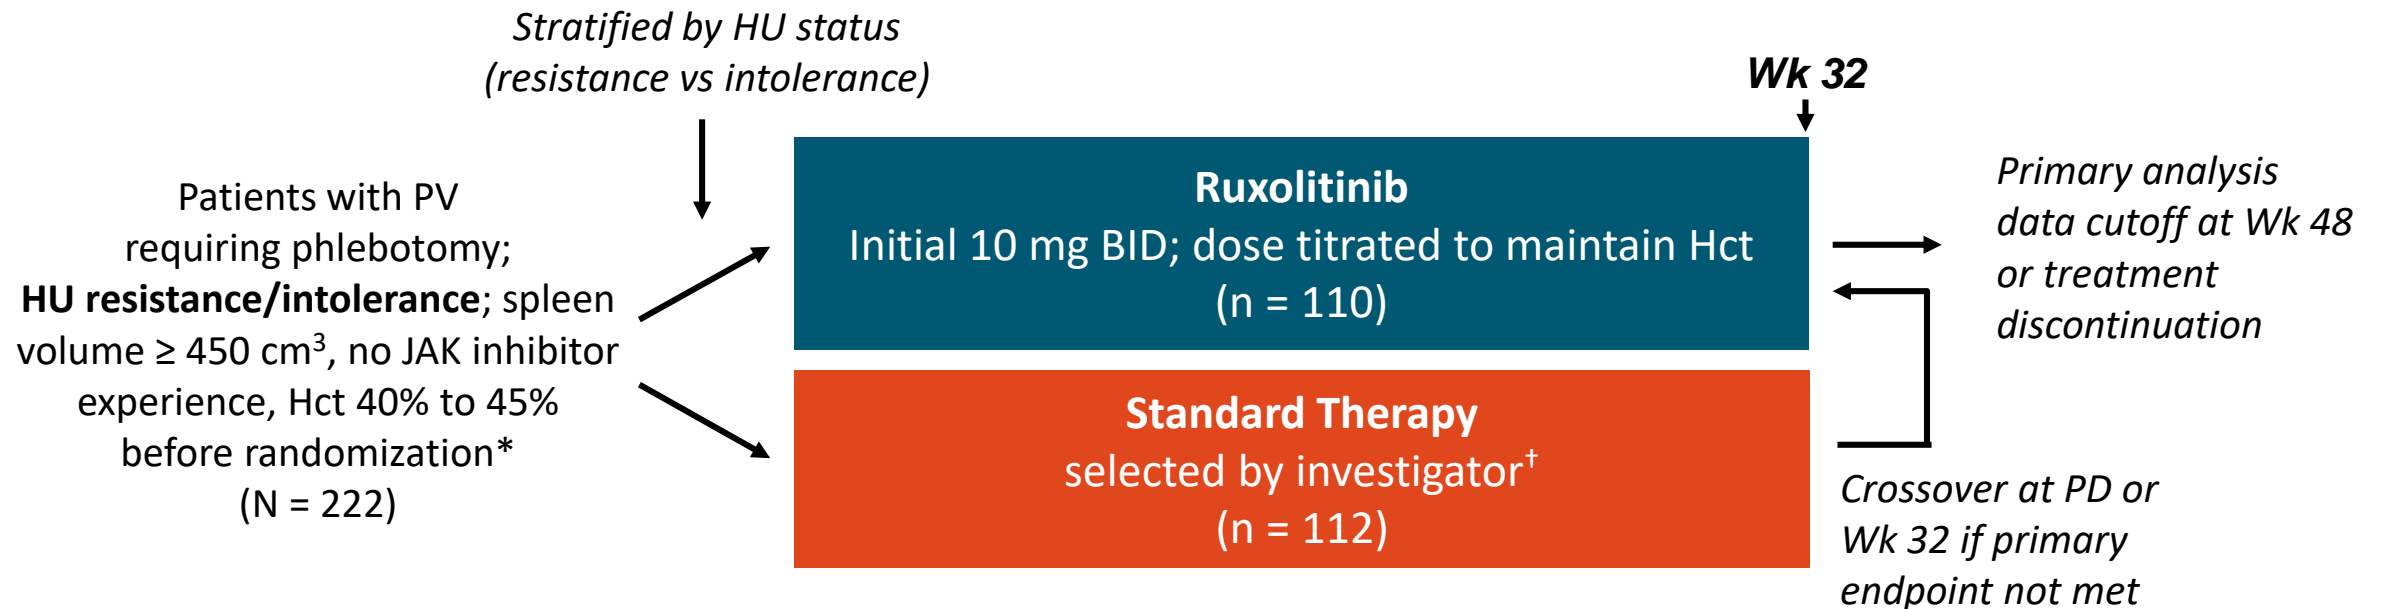 Stratified by HU status
(resistance vs intolerance)
Wk 32
Patients with PV
requiring phlebotomy;
HU resistance/intolerance; spleen
volume ≥ 450 cm³, no JAK inhibitor
experience, Hct 40% to 45%
before randomization*
(N = 222)
Ruxolitinib
Initial 10 mg BID; dose titrated to maintain Hct
(n = 110)
Standard Therapy
selected by investigator†
(n = 112)
Primary analysis
data cutoff at Wk 48
or treatment
discontinuation
Crossover at PD or
Wk 32 if primary
endpoint not met